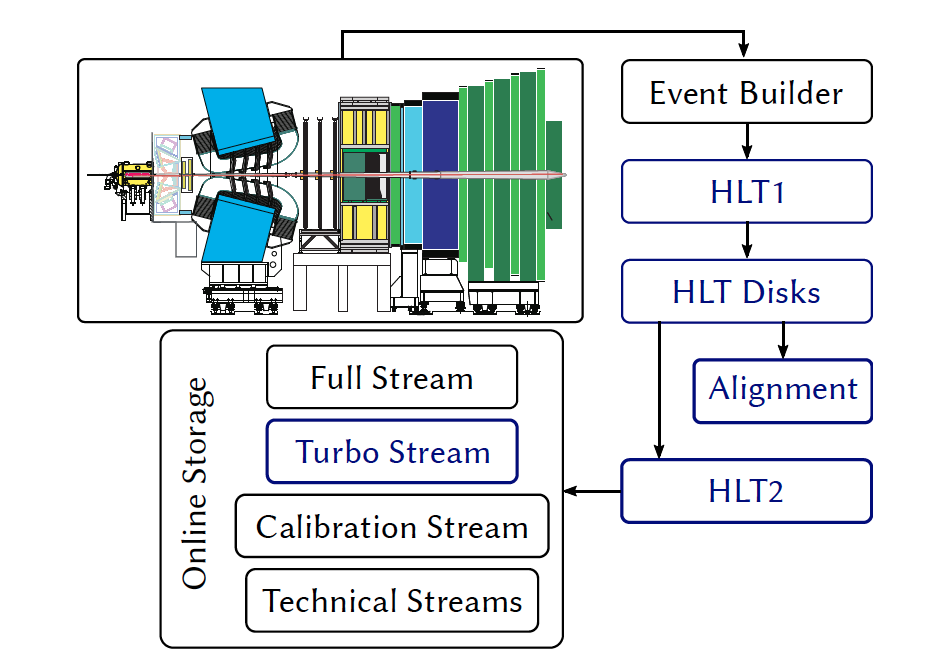 Event Builder
HLT1
HLT Disks
Alignment
HLT2
Online Storage
Full Stream
Turbo Stream
Calibration Stream
Technical Streams